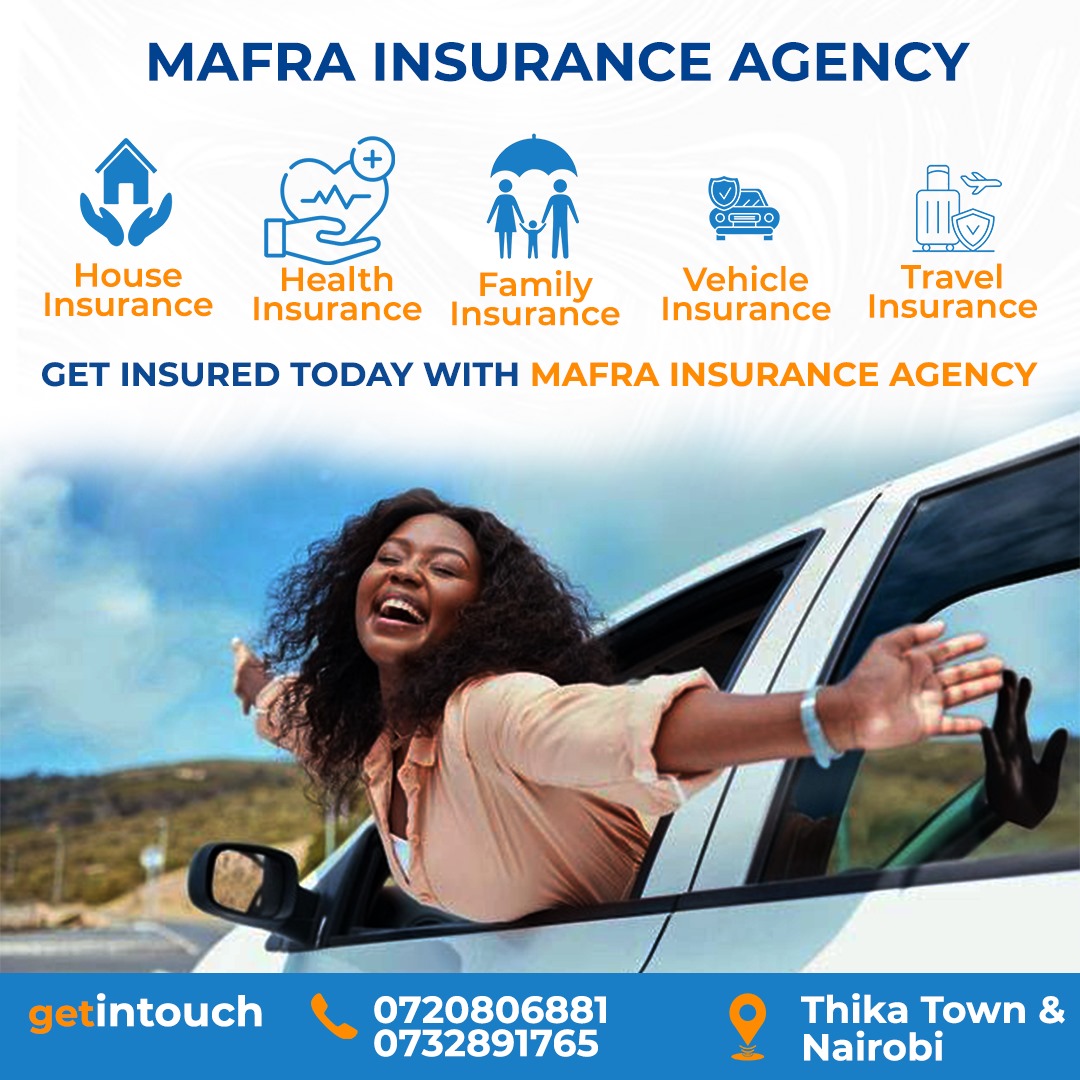 MAFRA INSURANCE AGENCY
House
Insurance
Health
Insurance
Family
Insurance
Vehicle
Insurance
Travel
Insurance
GET INSURED TODAY WITH MAFRA INSURANCE AGENCY
getintouch
0720806881
0732891765
Thika Town &
Nairobi